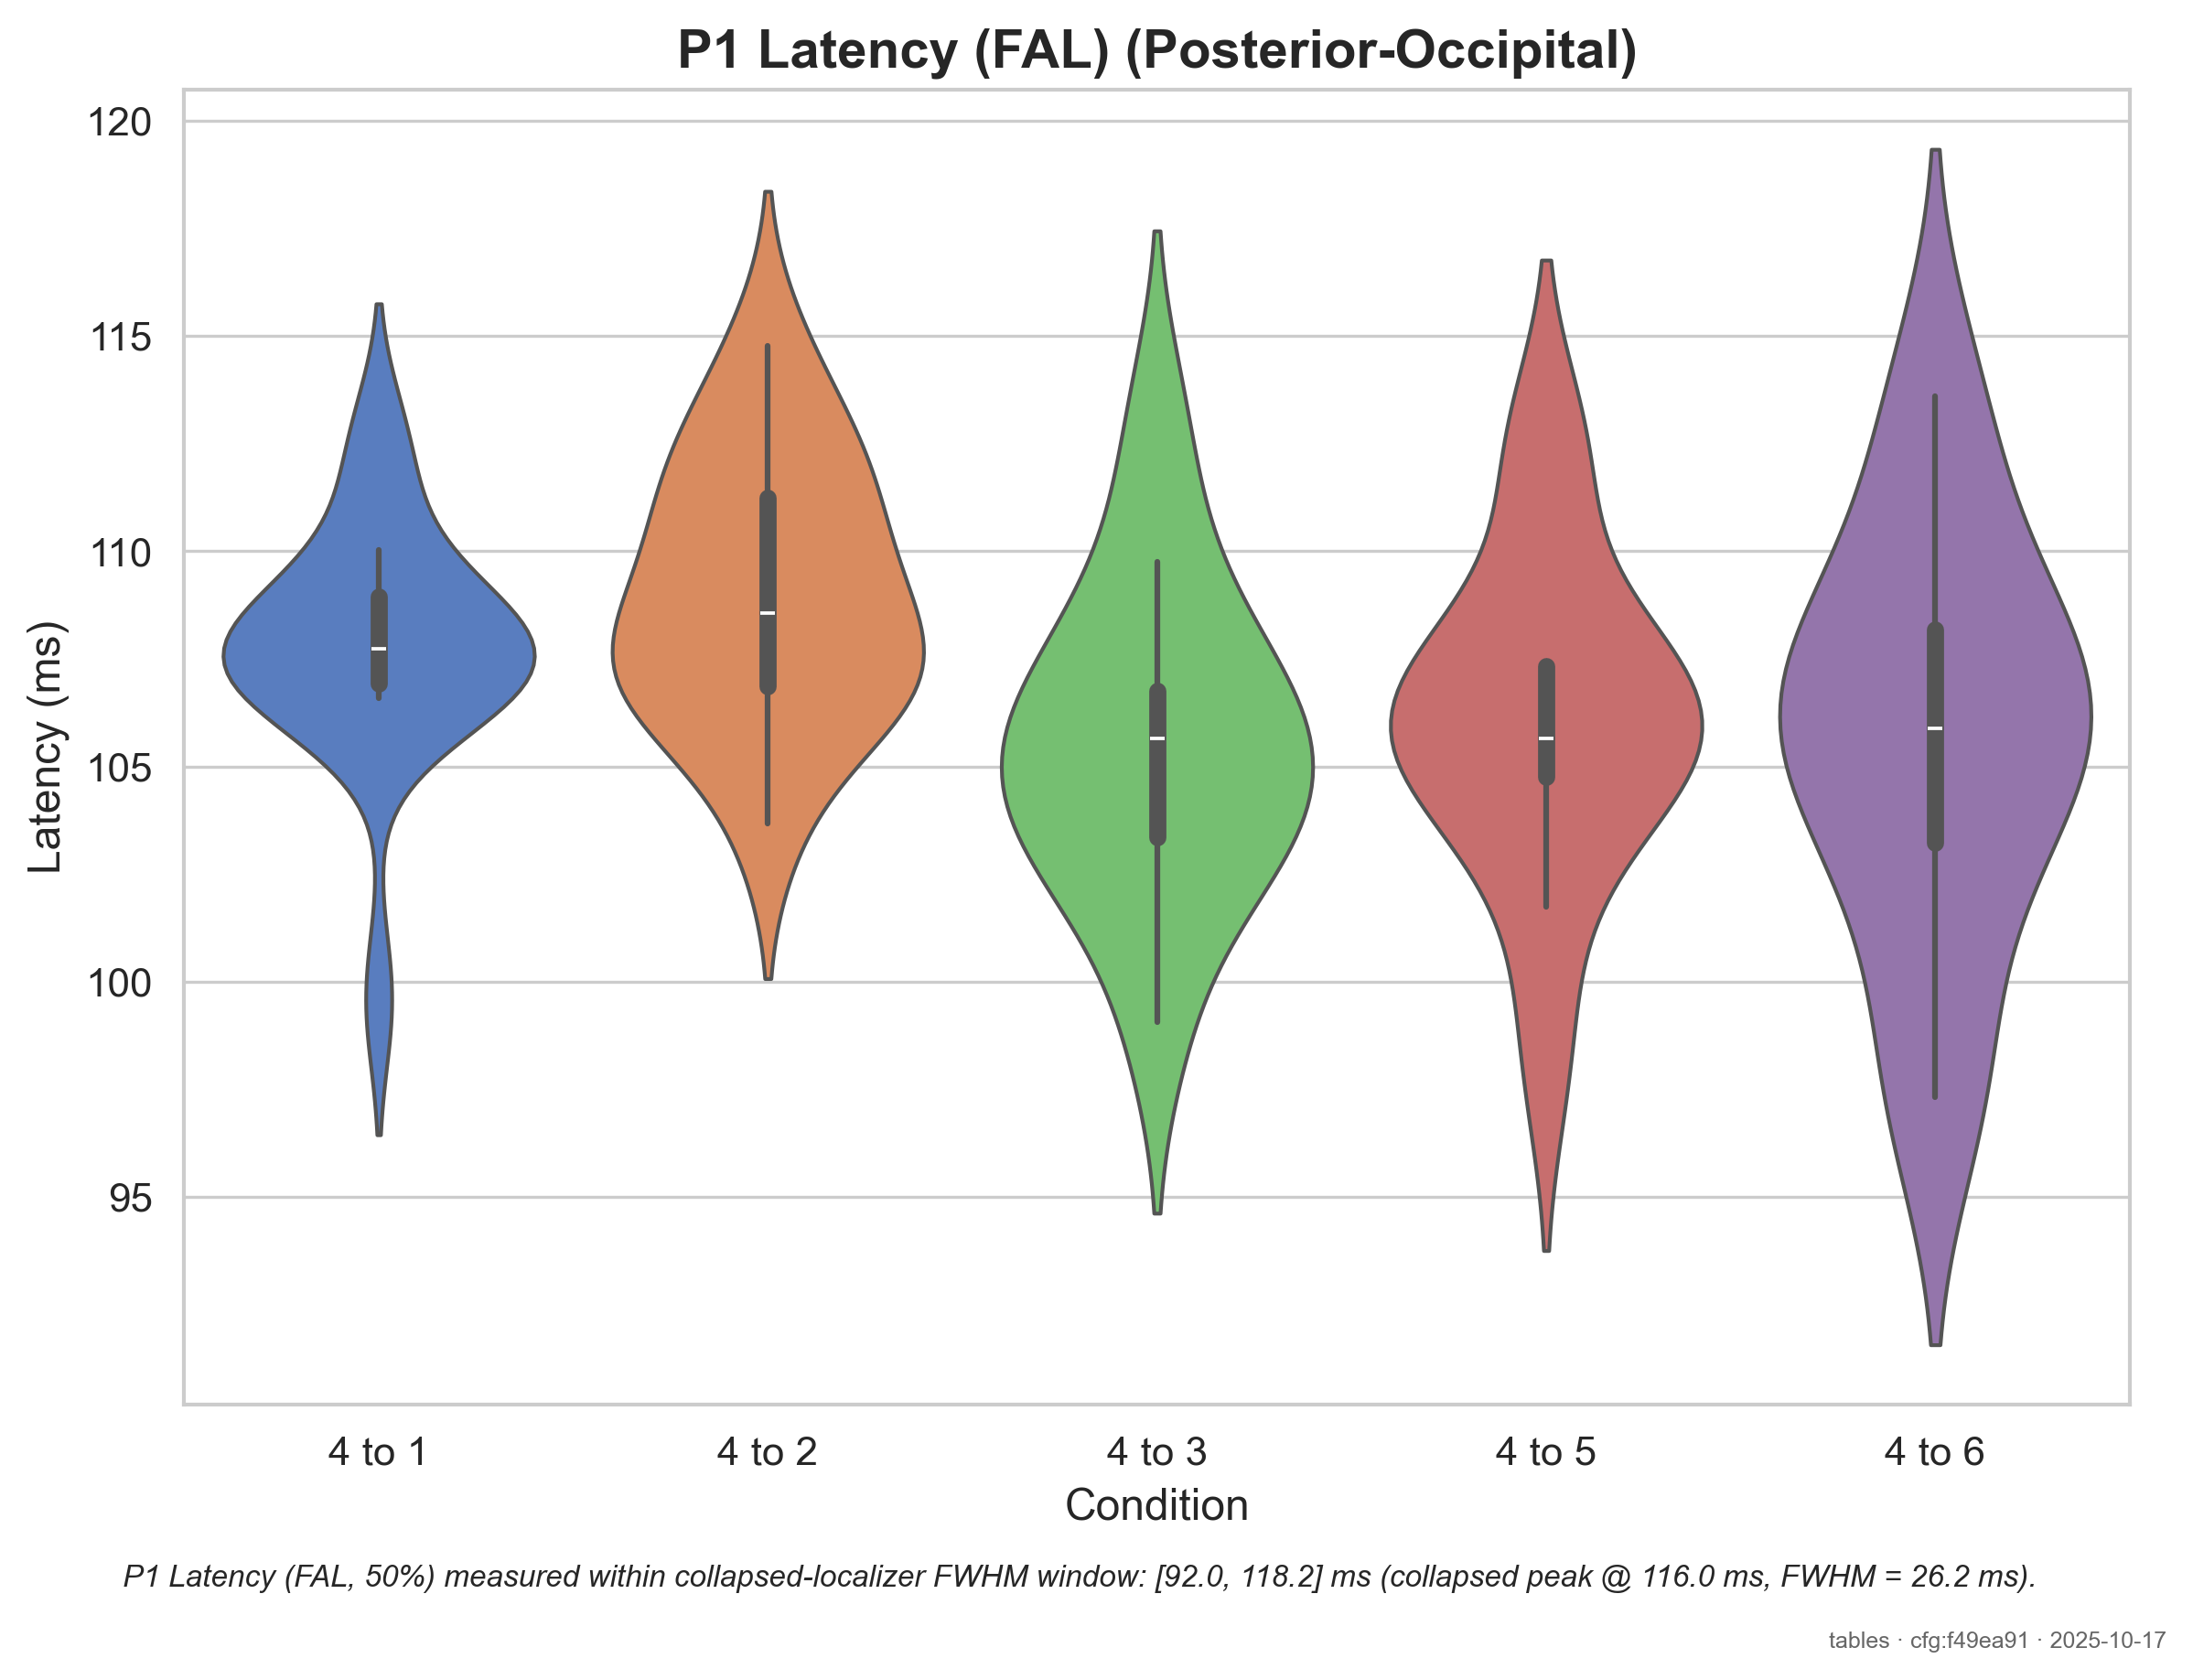 P1 Latency (FAL) (Posterior-Occipital)
120
115
110
105
100
95
Latency (ms)
4 to 1
4 to 2
4 to 3
4 to 5
4 to 6
Condition
P1 Latency (FAL, 50%) measured within collapsed-localizer FWHM window: [92.0, 118.2] ms (collapsed peak @ 116.0 ms, FWHM = 26.2 ms).
tables · cfg:f49ea91 · 2025-10-17